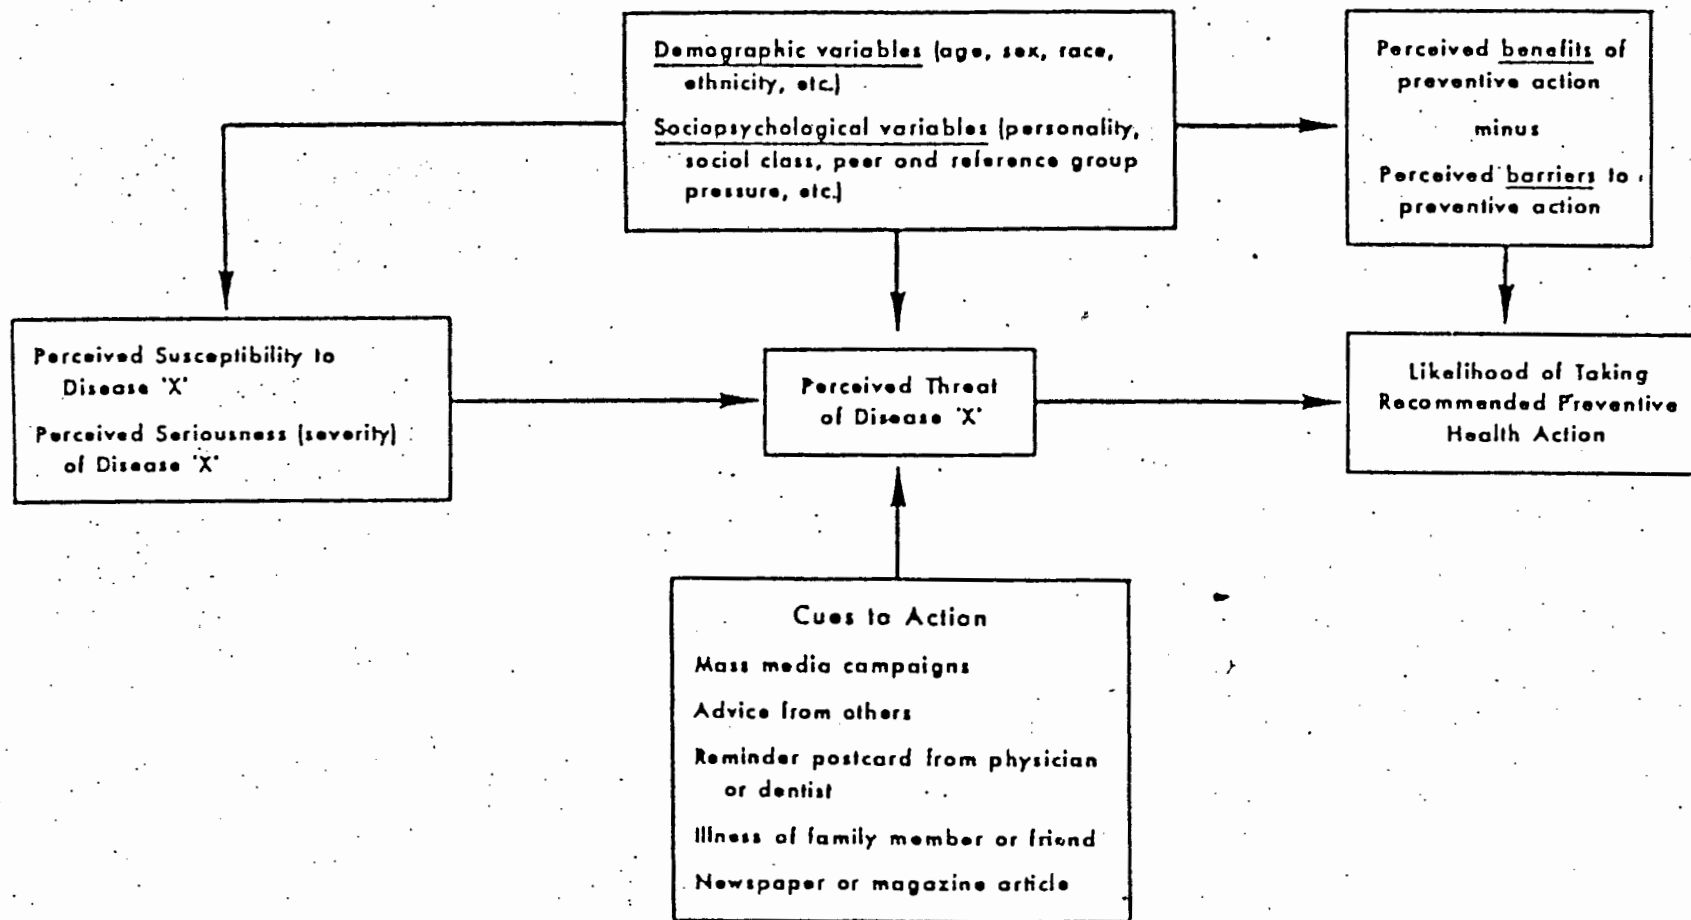 Demographic variables (age, sex, race,
ethnicity, etc.)
Sociopsychological variables (personality,
social class, peer and reference group
pressure, etc.)
Perceived benefits of
preventive action
minus
Perceived barriers to
preventive action
Perceived Susceptibility to
Disease 'X'
Perceived Seriousness (severity)
of Disease 'X'
Perceived Threat
of Disease 'X'
Likelihood of Taking
Recommended Preventive
Health Action
Cues to Action
Mass media campaigns
Advice from others
Reminder postcard from physician
or dentist
Illness of family member or friend
Newspaper or magazine article